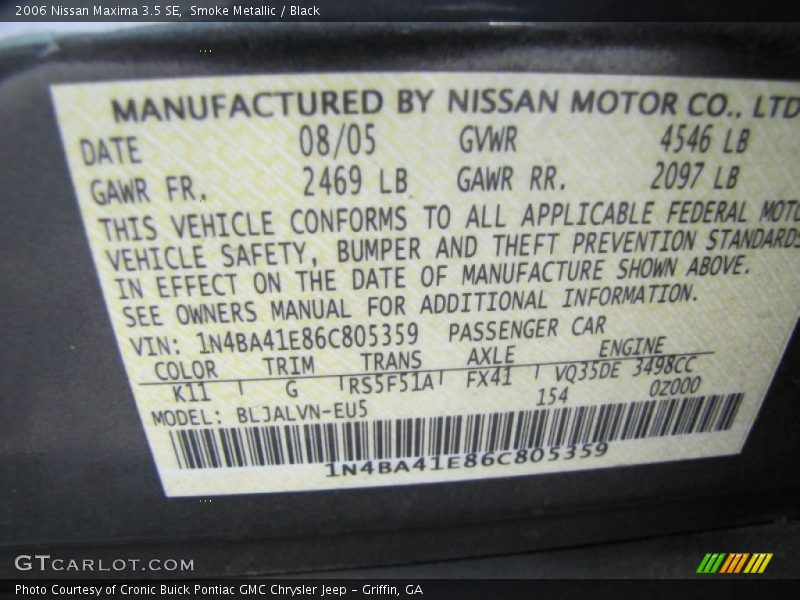 2006 Nissan Maxima 3.5 SE, Smoke Metallic / Black
MANUFACTURED BY NISSAN MOTOR CO., LTD
DATE 08/05 GVWR 4546 LB
GAWR FR. 2469 LB GAWR RR. 2097 LB
THIS VEHICLE CONFORMS TO ALL APPLICABLE FEDERAL MOTO
VEHICLE SAFETY, BUMPER AND THEFT PREVENTION STANDARDS
IN EFFECT ON THE DATE OF MANUFACTURE SHOWN ABOVE.
SEE OWNERS MANUAL FOR ADDITIONAL INFORMATION.
VIN: 1N4BA41E86C805359 PASSENGER CAR
COLOR TRIM TRANS AXLE ENGINE
K11 G RS5F51A FX41 VQ35DE 3498CC
MODEL: BLJALVN-EU5 154 0Z000
1N4BA41E86C805359
GTCARLOT.COM
Photo Courtesy of Cronic Buick Pontiac GMC Chrysler Jeep - Griffin, GA